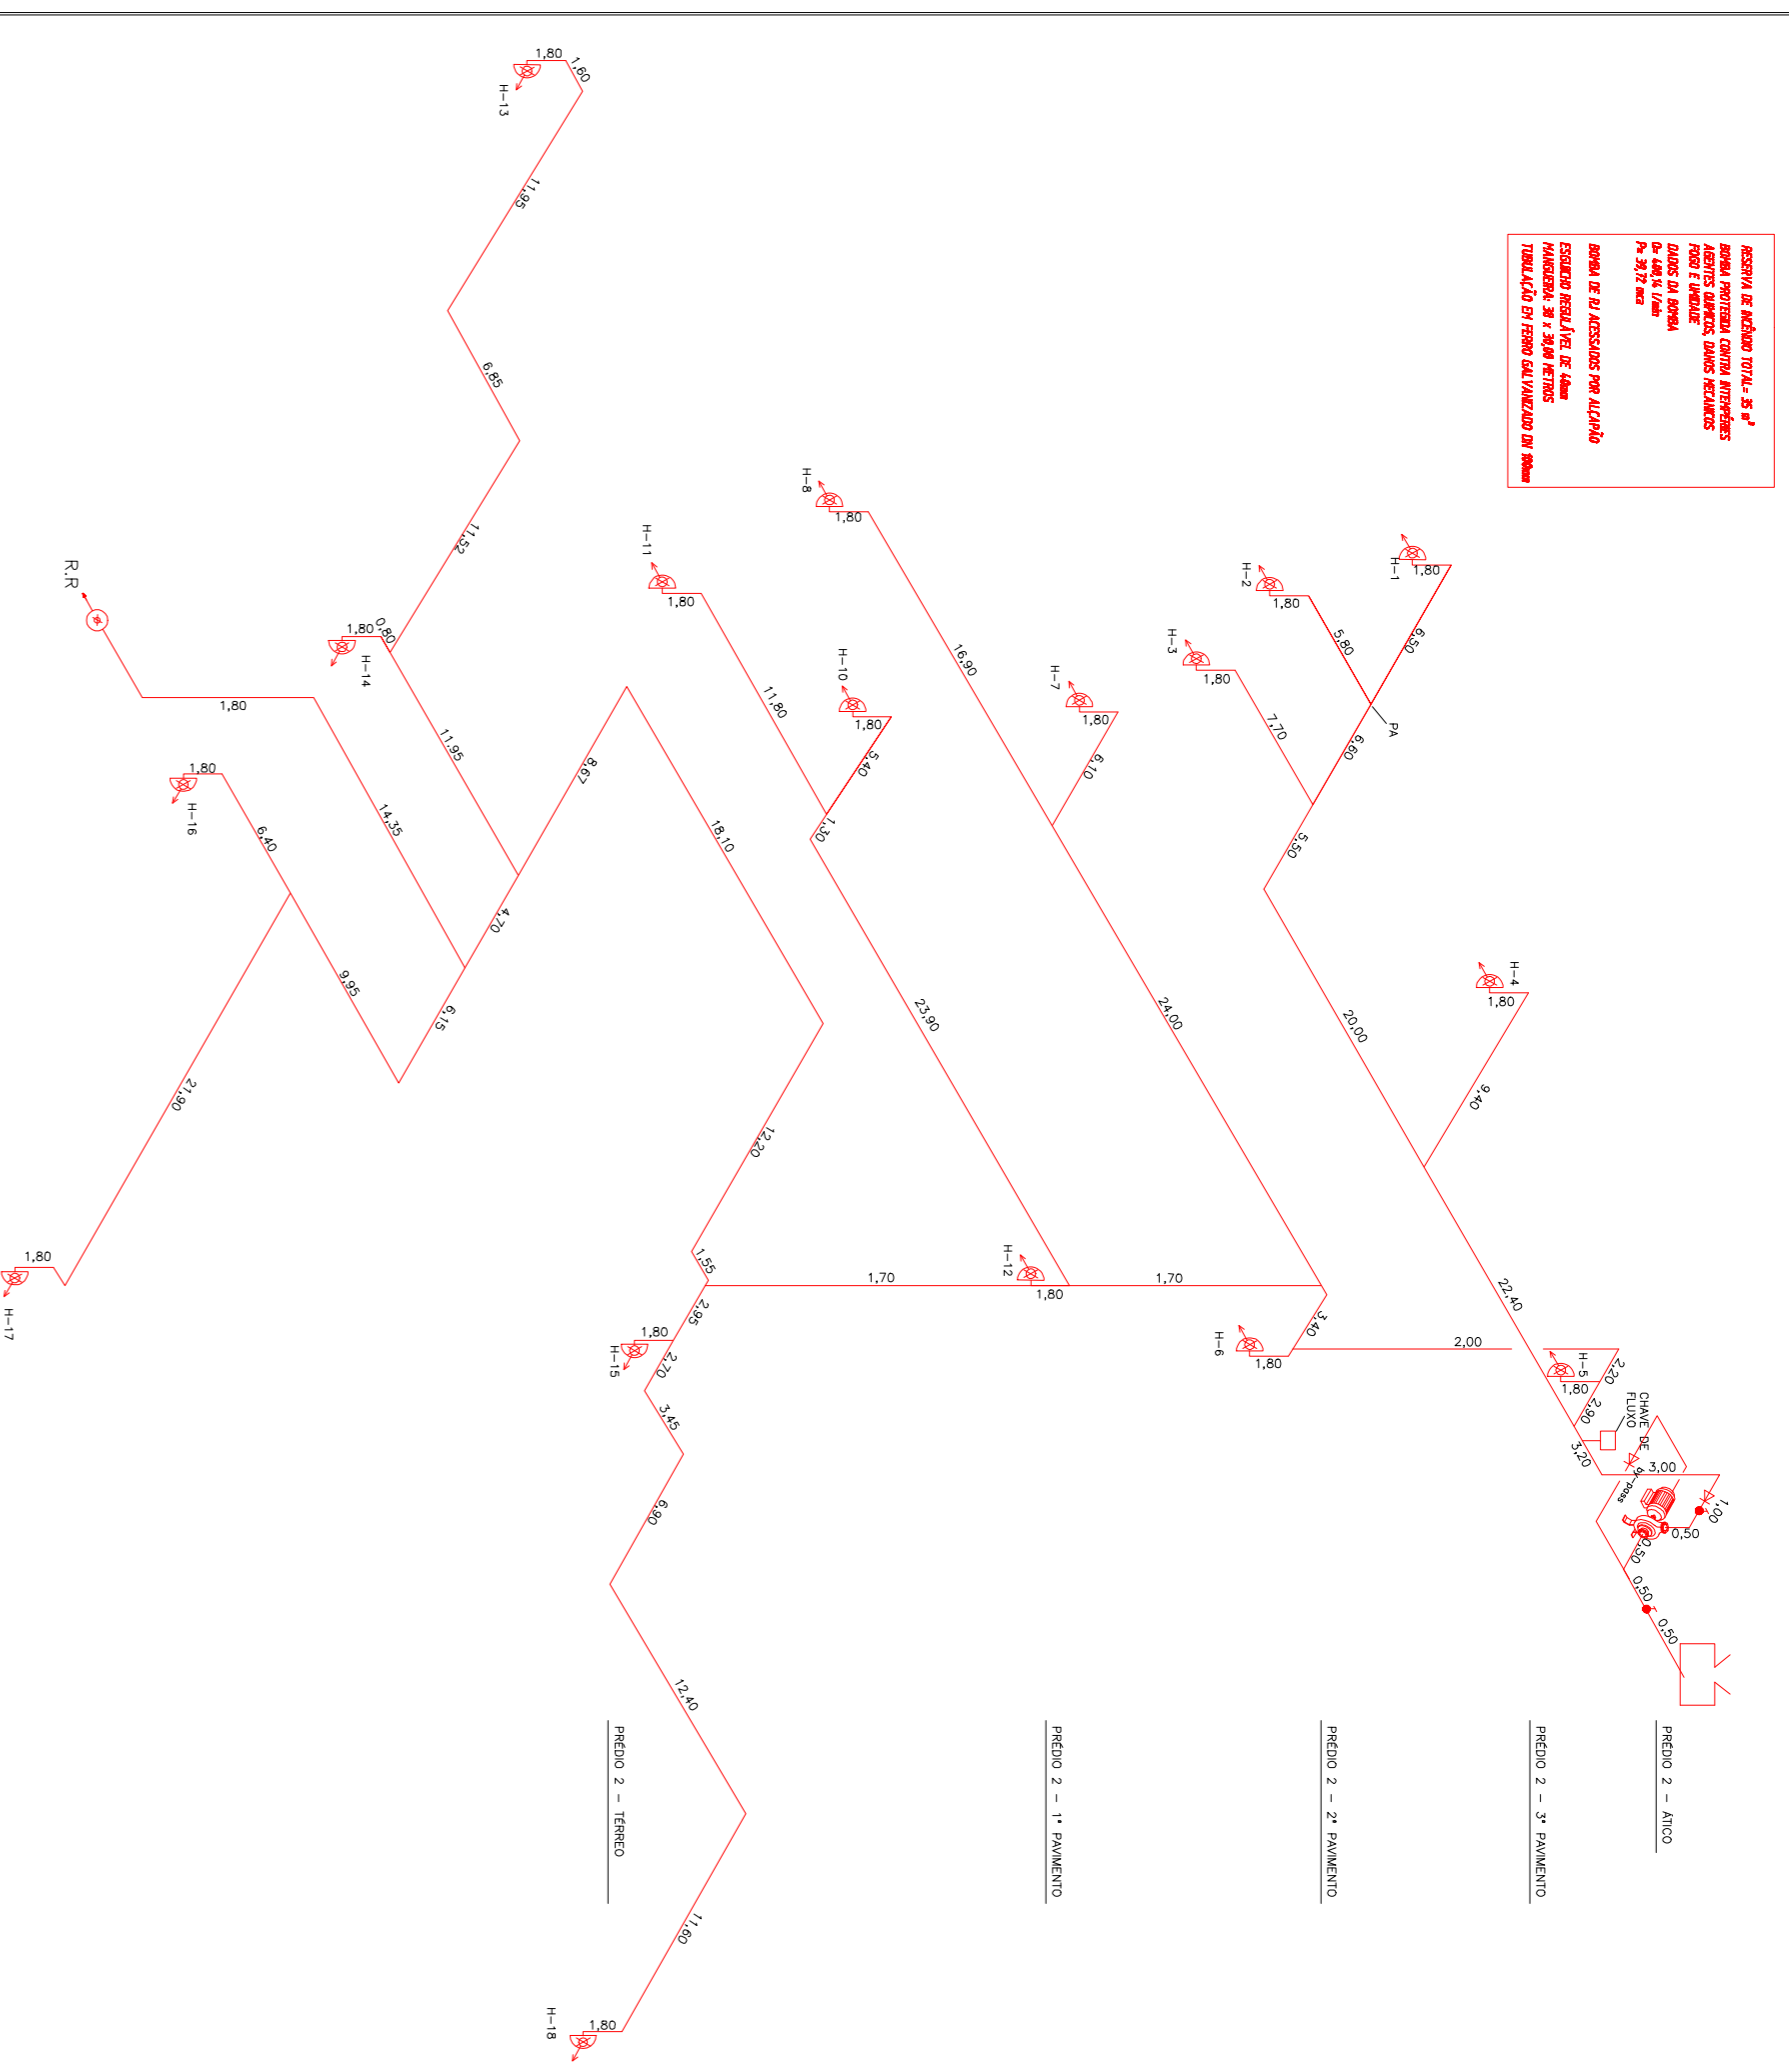 RESERVA DE INCÊNDIO TOTAL= 35 m³
BOMBA PROTEGIDA CONTRA INTEMPÉRIES
AGENTES QUIMICOS, DANOS MECANICOS
FOGO E UMIDADE
DADOS DA BOMBA
P= 39,72 mca
BOMBA DE R.I ACESSADOS POR ALÇAPÃO
ESGUICHO REGULÁVEL DE 40mm
MANGUEIRA: 38 x 30,00 METROS
TUBULAÇÃO EM FERRO GALVANIZADO DN 100mm
H-1
1,80
6,50
H-2
1,80
5,80
PA
6,60
H-3
1,80
7,70
5,50
20,00
H-4
1,80
9,40
22,40
H-5
1,80
2,20
2,90
CHAVE DE
FLUXO
3,20
3,00
by-pass
1,00
0,50
0,50
0,50
0,50
2,00
H-6
1,80
3,40
H-7
1,80
6,10
H-8
1,80
16,90
24,00
1,70
H-10
1,80
5,40
H-11
1,80
11,80
1,30
23,90
H-12
1,80
1,70
H-13
1,80
1,60
11,95
6,85
11,52
H-14
1,80
0,80
11,95
8,67
18,10
12,20
1,55
2,95
H-15
1,80
2,70
3,45
6,90
12,40
11,60
H-18
1,80
R.R
1,80
14,35
4,70
6,15
H-16
1,80
6,40
9,95
21,90
H-17
1,80
PRÉDIO 2 - ÁTICO
PRÉDIO 2 - 3° PAVIMENTO
PRÉDIO 2 - 2° PAVIMENTO
PRÉDIO 2 - 1° PAVIMENTO
PRÉDIO 2 - TÉRREO